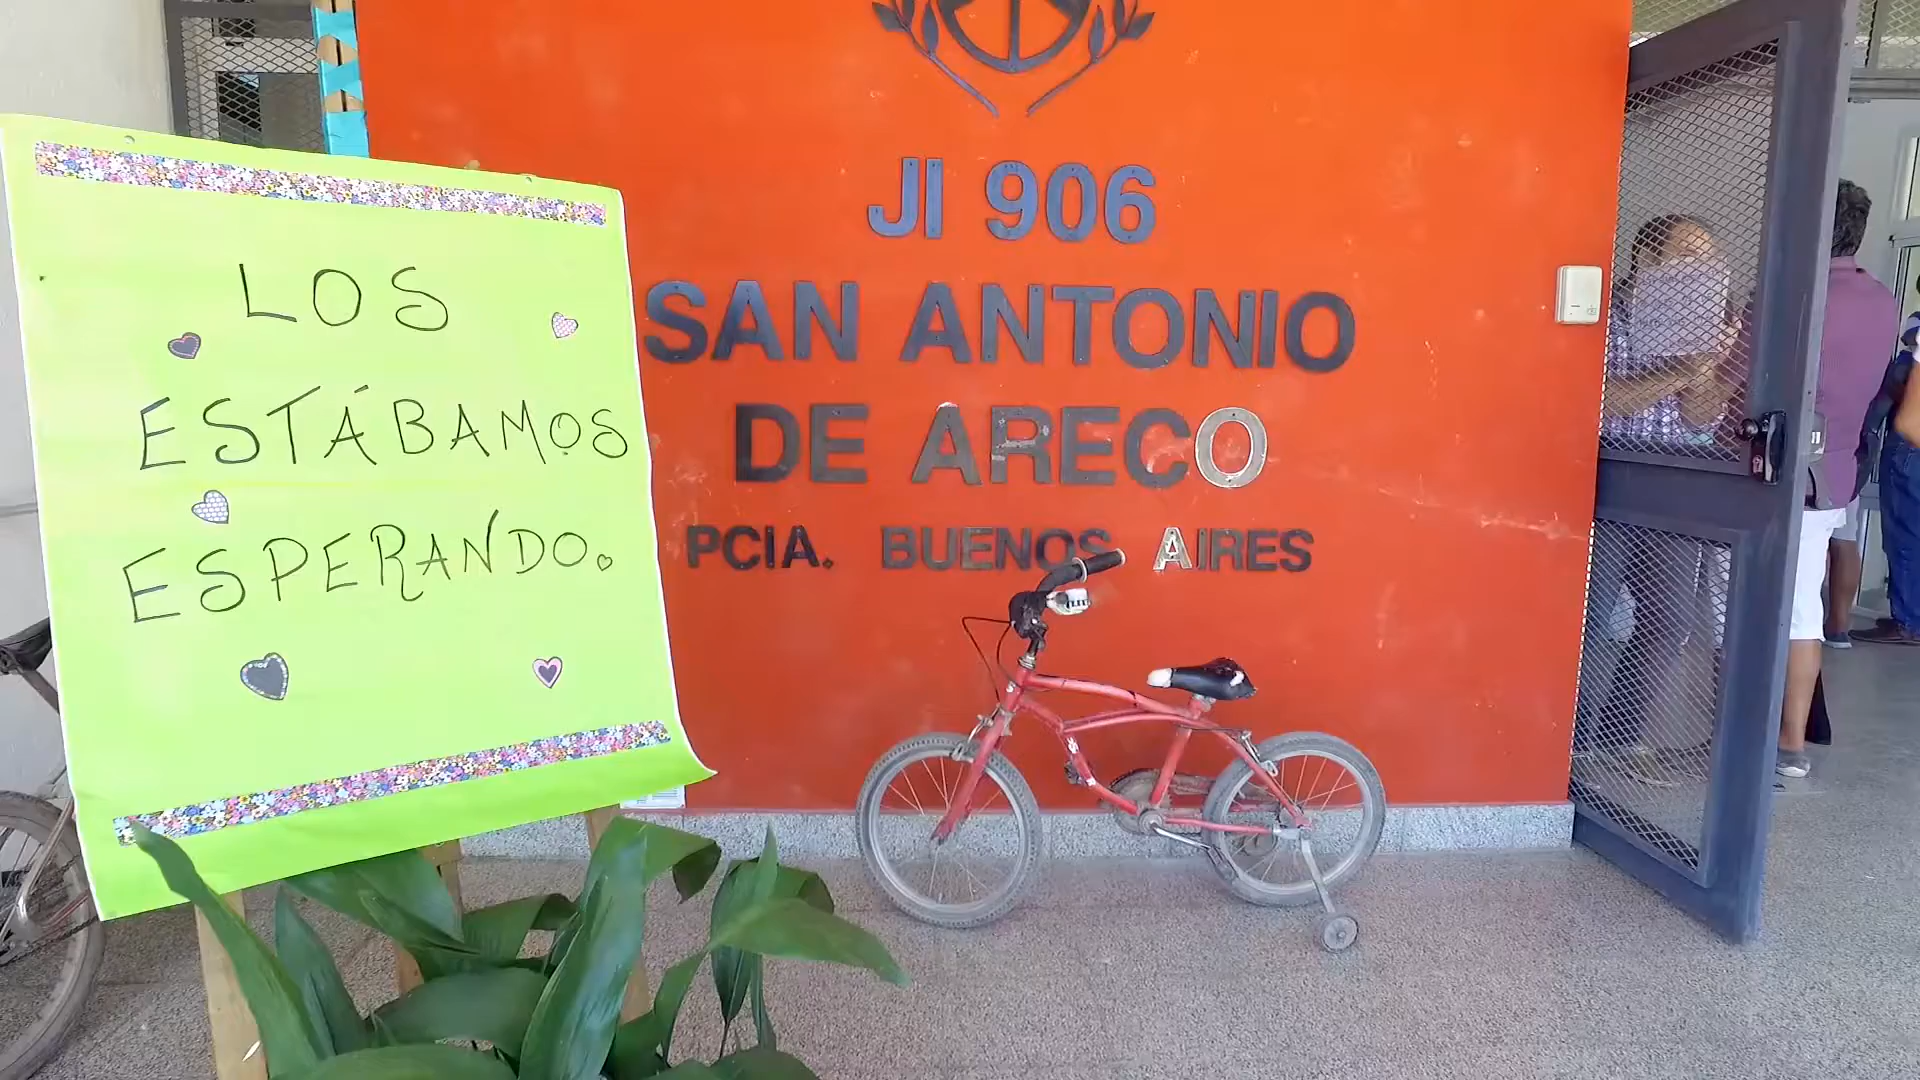 LOS
ESTÁBAMOS
ESPERANDO.
JI 906
SAN ANTONIO
DE ARECO
PCIA. BUENOS AIRES